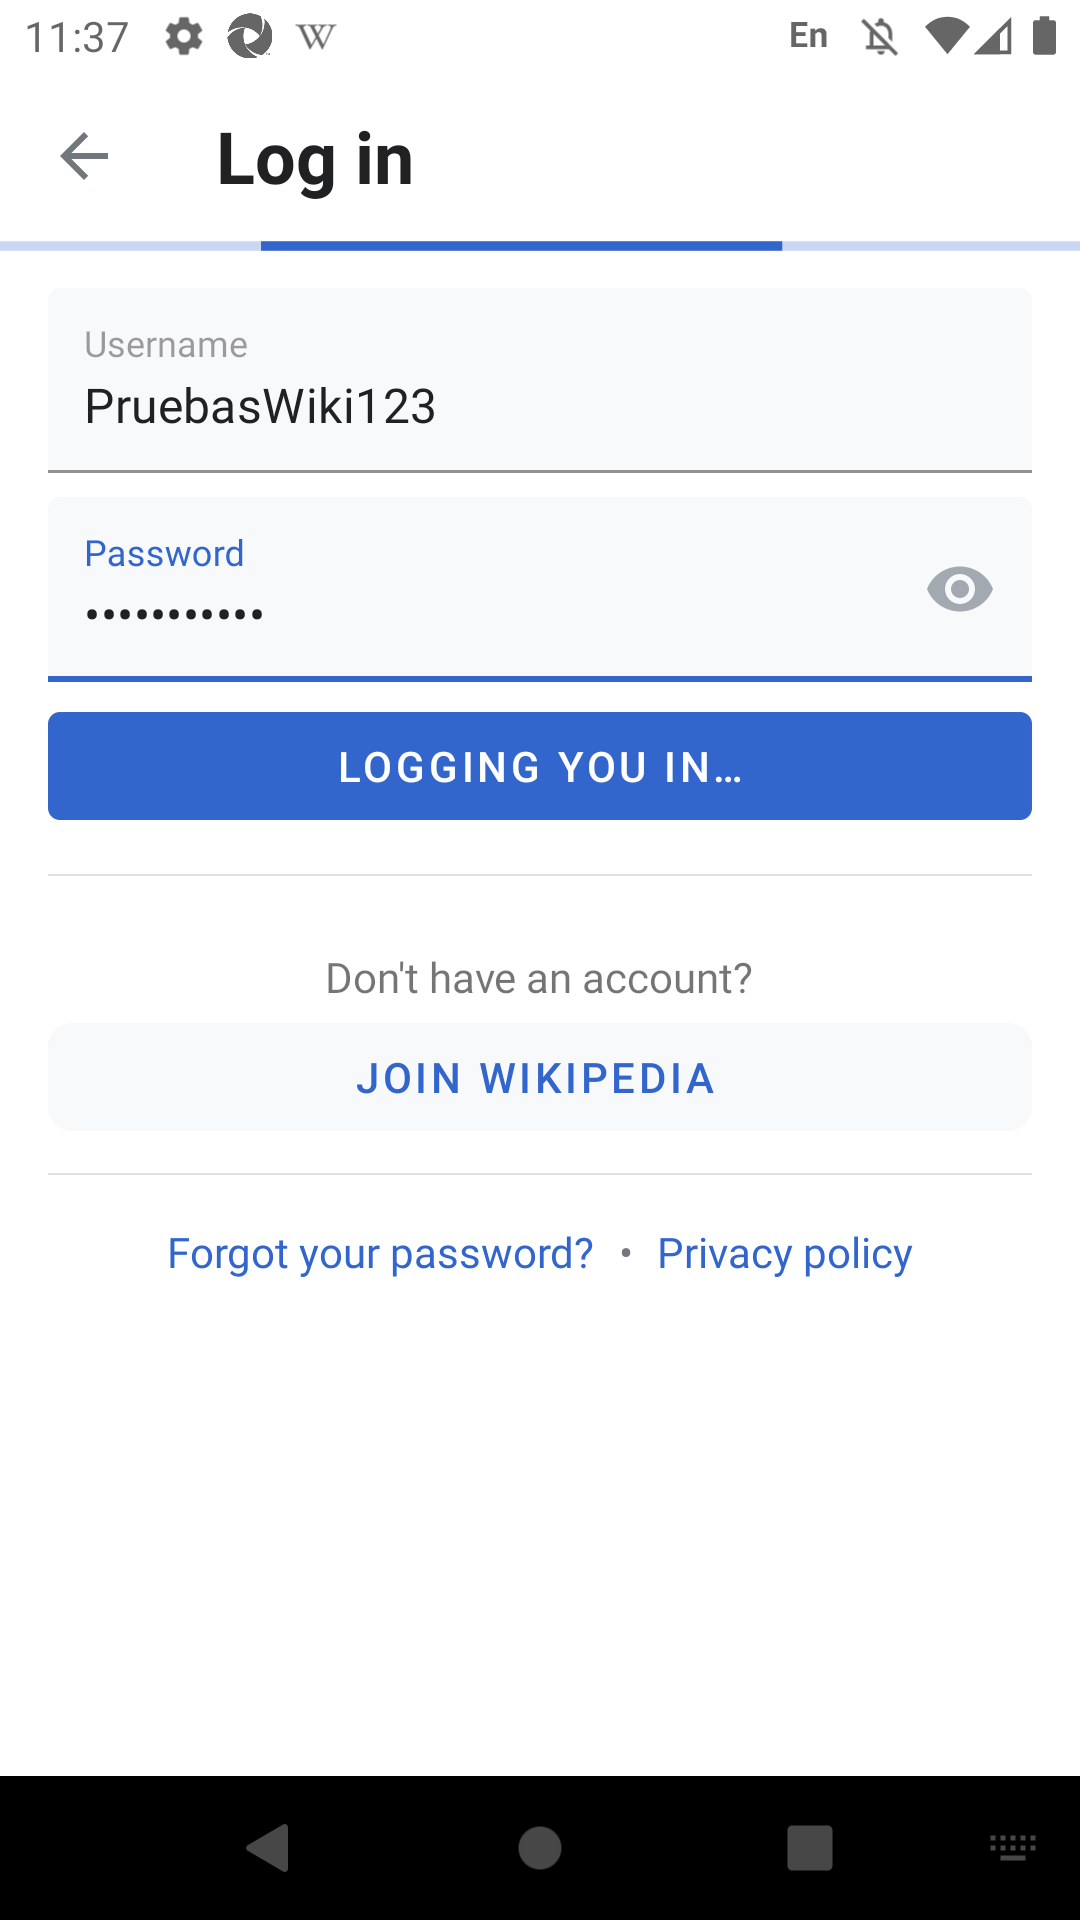 11:37 W En
Log in
Username
PruebasWiki123
Password
•••••••••••
LOGGING YOU IN…
Don't have an account?
JOIN WIKIPEDIA
Forgot your password? • Privacy policy